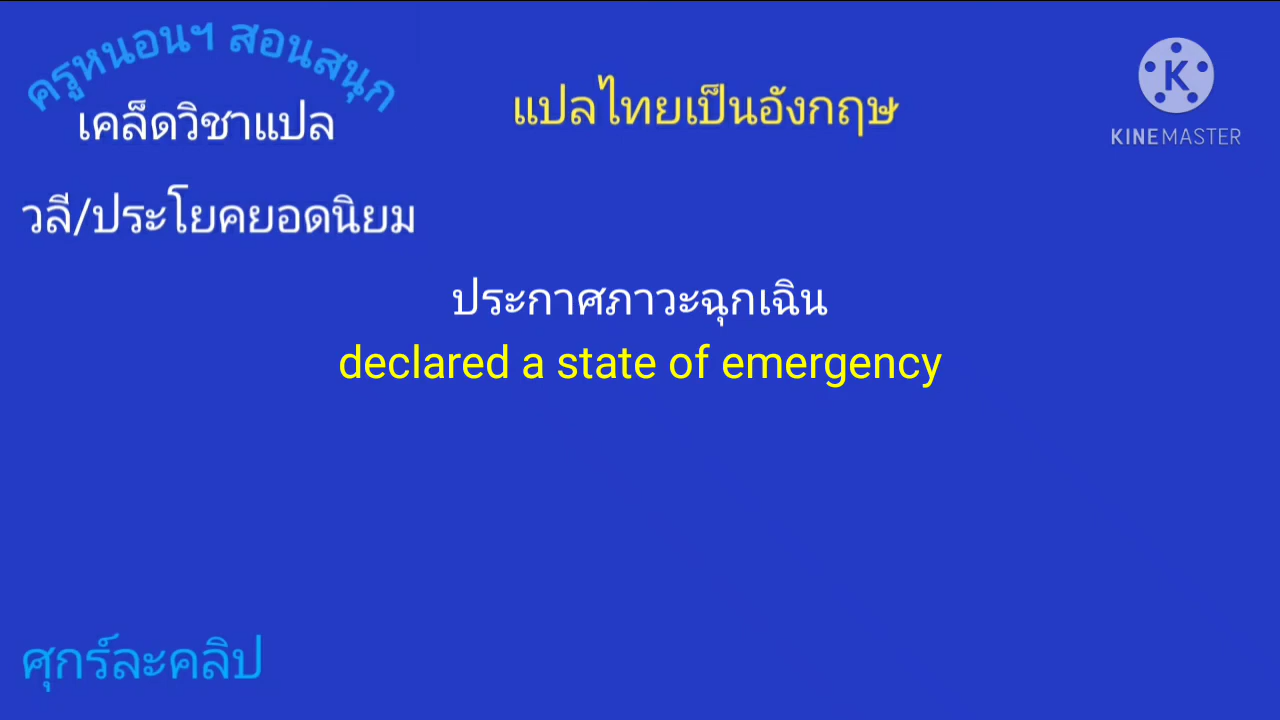 ครูหนอนฯ สอนสนุก
เคล็ดวิชาแปล
แปลไทยเป็นอังกฤษ
K
KINEMASTER
วลี/ประโยคยอดนิยม
ประกาศภาวะฉุกเฉิน
declared a state of emergency
ศุกร์ละคลิป